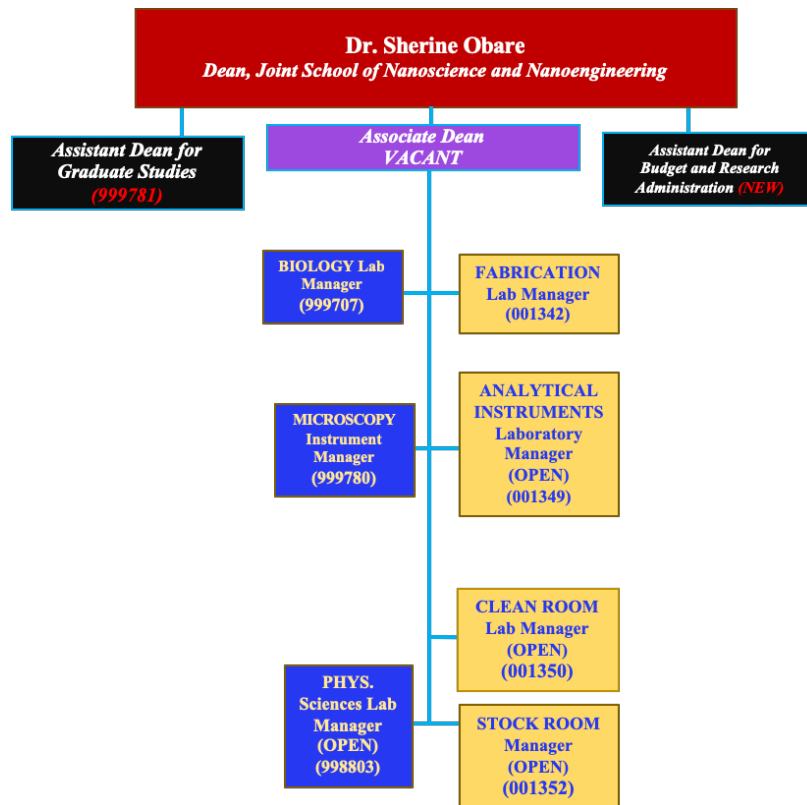 Dr. Sherine Obare
Dean, Joint School of Nanoscience and Nanoengineering
Assistant Dean for
Graduate Studies
(999781)
Associate Dean
VACANT
Assistant Dean for
Budget and Research
Administration (NEW)
BIOLOGY Lab
Manager
(999707)
FABRICATION
Lab Manager
(001342)
MICROSCOPY
Instrument
Manager
(999780)
ANALYTICAL
INSTRUMENTS
Laboratory
Manager
(OPEN)
(001349)
CLEAN ROOM
Lab Manager
(OPEN)
(001350)
PHYS.
Sciences Lab
Manager
(OPEN)
(998803)
STOCK ROOM
Manager
(OPEN)
(001352)